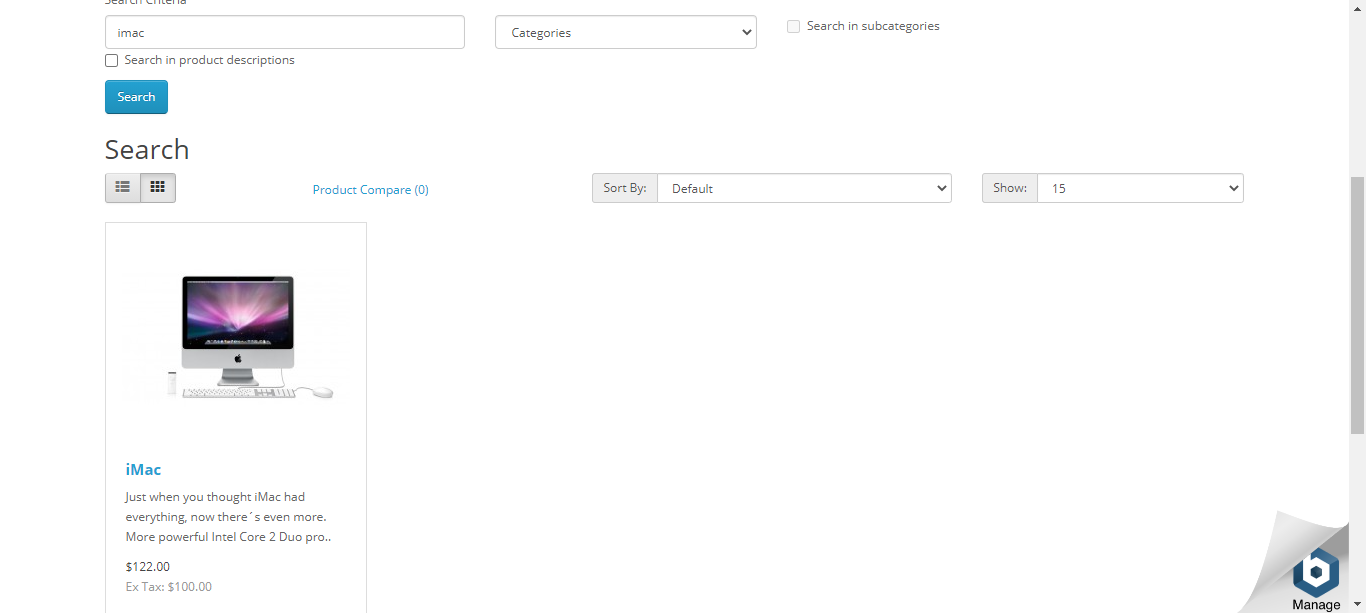 Search Criteria
imac
Categories
Search in subcategories
Search in product descriptions
Search
Search
Product Compare (0)
Sort By: Default
Show: 15
iMac
Just when you thought iMac had
everything, now there´s even more.
More powerful Intel Core 2 Duo pro..
$122.00
Ex Tax: $100.00
Manage